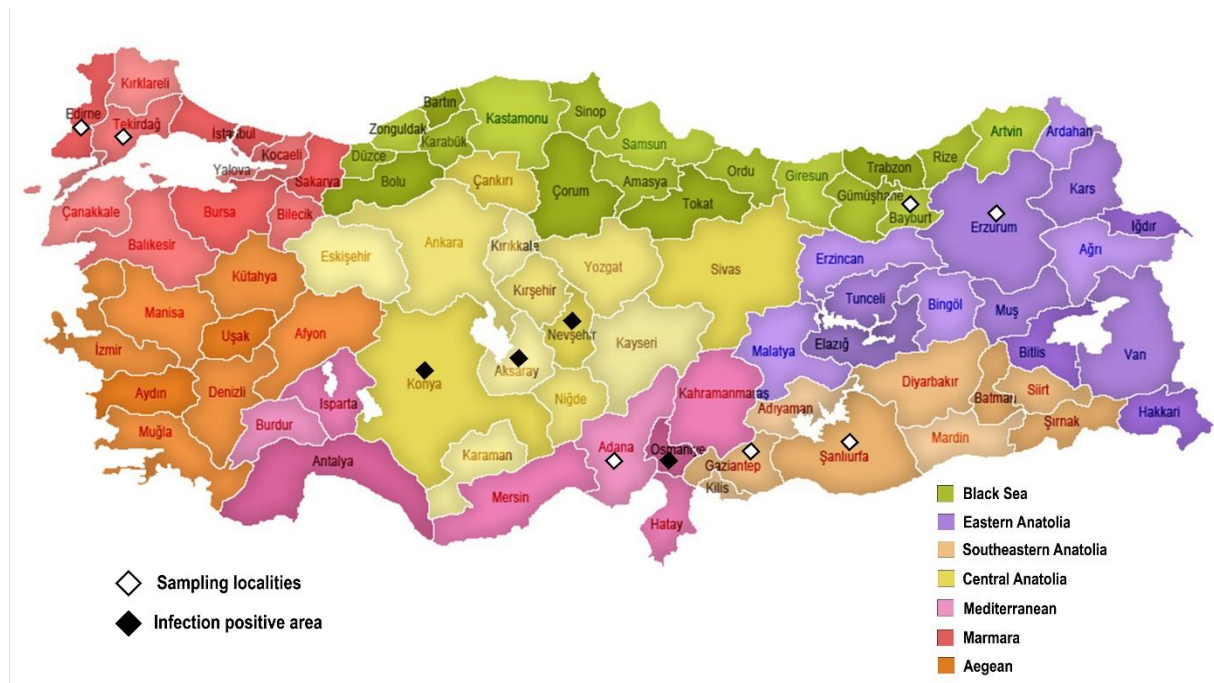 Kırklareli
Edirne
Tekirdağ
İstanbul
Kocaeli
Yalova
Sakarya
Çanakkale
Balıkesir
Bursa
Bilecik
Bartın
Zonguldak
Karabük
Düzce
Bolu
Kastamonu
Sinop
Samsun
Çankırı
Çorum
Amasya
Tokat
Ordu
Giresun
Gümüşhane
Trabzon
Rize
Bayburt
Artvin
Ardahan
Kars
Iğdır
Erzurum
Ağrı
Erzincan
Tunceli
Bingöl
Muş
Elazığ
Malatya
Bitlis
Van
Hakkari
Eskişehir
Ankara
Kırıkkale
Kırşehir
Yozgat
Sivas
Nevşehir
Kayseri
Aksaray
Konya
Niğde
Karaman
Kütahya
Manisa
Uşak
Afyon
İzmir
Aydın
Denizli
Muğla
Isparta
Burdur
Antalya
Mersin
Adana
Osmaniye
Kahramanmaraş
Hatay
Adıyaman
Gaziantep
Kilis
Şanlıurfa
Diyarbakır
Batman
Siirt
Şırnak
Mardin
Sampling localities
Infection positive area
Black Sea
Eastern Anatolia
Southeastern Anatolia
Central Anatolia
Mediterranean
Marmara
Aegean